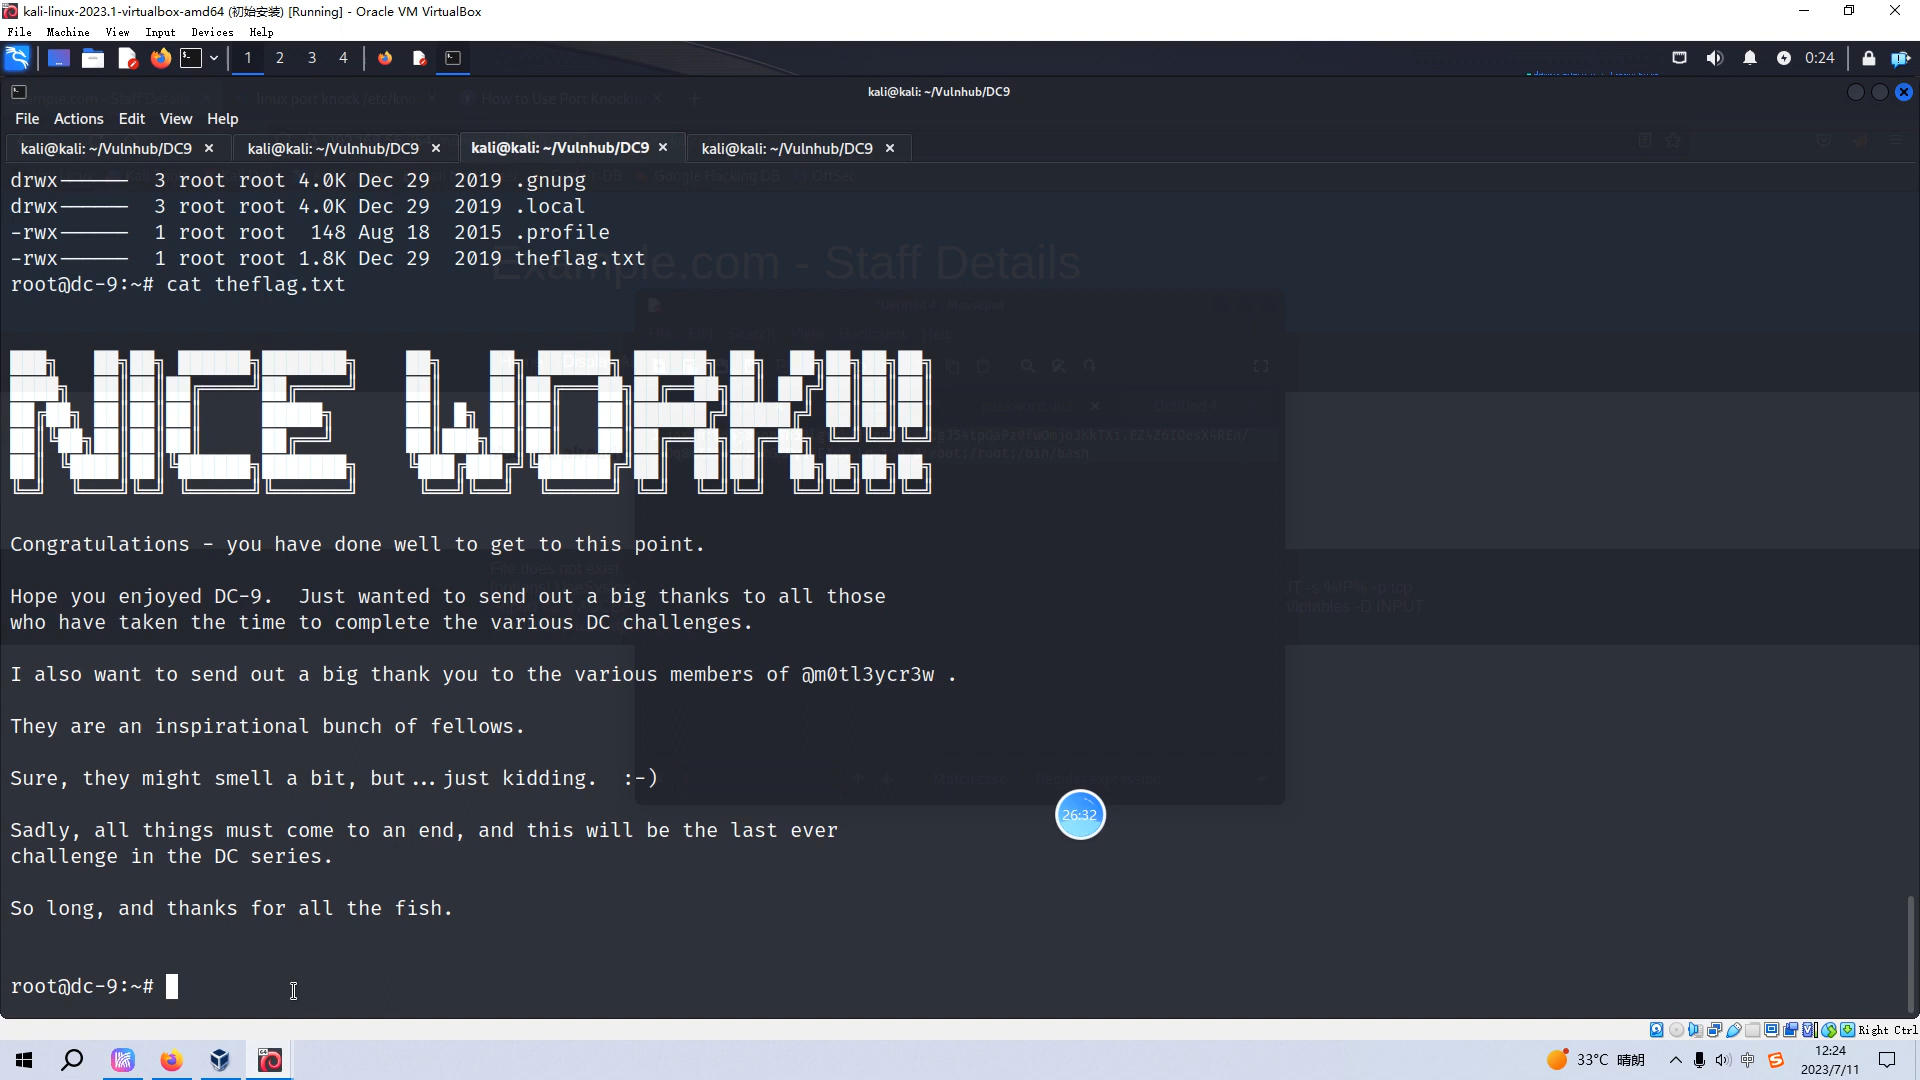 kali-linux-2023.1-virtualbox-amd64 (初始安装) [Running] - Oracle VM VirtualBox
File Machine View Input Devices Help
1 2 3 4 0:24
kali@kali: ~/Vulnhub/DC9
File Actions Edit View Help
kali@kali: ~/Vulnhub/DC9 kali@kali: ~/Vulnhub/DC9 kali@kali: ~/Vulnhub/DC9 kali@kali: ~/Vulnhub/DC9
drwx------ 3 root root 4.0K Dec 29 2019 .gnupg
drwx------ 3 root root 4.0K Dec 29 2019 .local
-rwx------ 1 root root 148 Aug 18 2015 .profile
-rwx------ 1 root root 1.8K Dec 29 2019 theflag.txt
Example.com - Staff Details
root@dc-9:~# cat theflag.txt
NICE WORK!!!
Congratulations - you have done well to get to this point.
File does not exist
Hope you enjoyed DC-9. Just wanted to send out a big thanks to all those
who have taken the time to complete the various DC challenges.
I also want to send out a big thank you to the various members of @m0tl3ycr3w .
They are an inspirational bunch of fellows.
Sure, they might smell a bit, but...just kidding. :-)
26:32
Sadly, all things must come to an end, and this will be the last ever
challenge in the DC series.
So long, and thanks for all the fish.
root@dc-9:~#
Right Ctrl
33°C 晴朗 中 12:24
2023/7/11